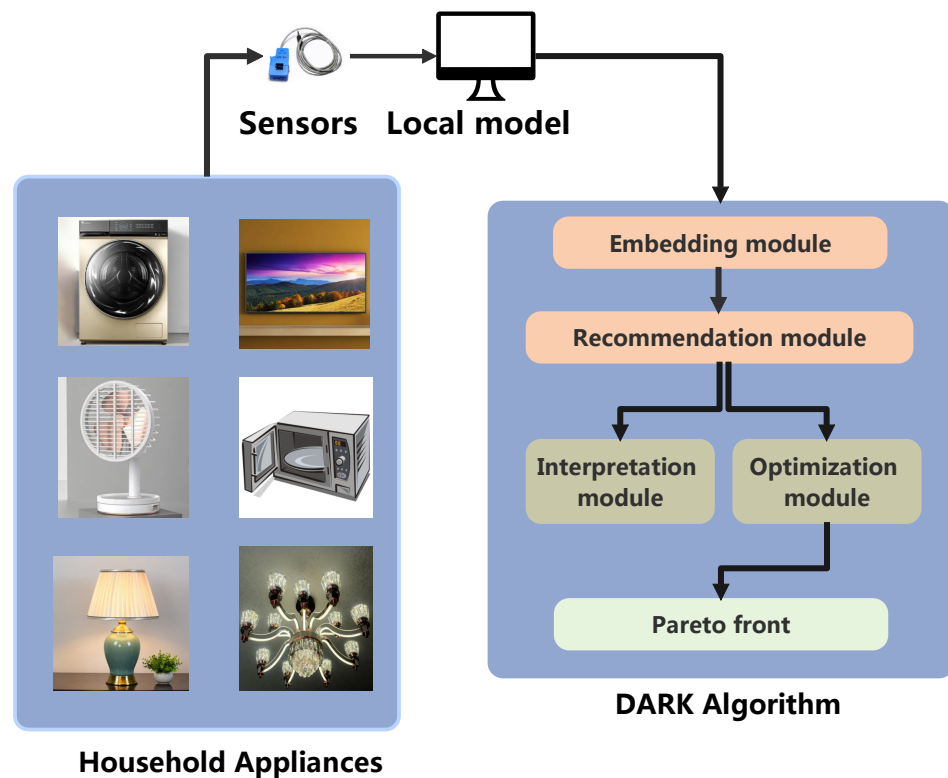 Sensors
Local model
Embedding module
Recommendation module
Interpretation
module
Optimization
module
Pareto front
DARK Algorithm
Household Appliances